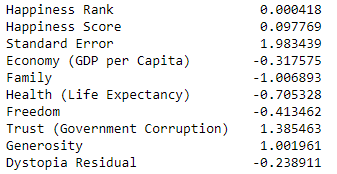 Happiness Rank 0.000418
Happiness Score 0.097769
Standard Error 1.983439
Economy (GDP per Capita) -0.317575
Family -1.006893
Health (Life Expectancy) -0.705328
Freedom -0.413462
Trust (Government Corruption) 1.385463
Generosity 1.001961
Dystopia Residual -0.238911